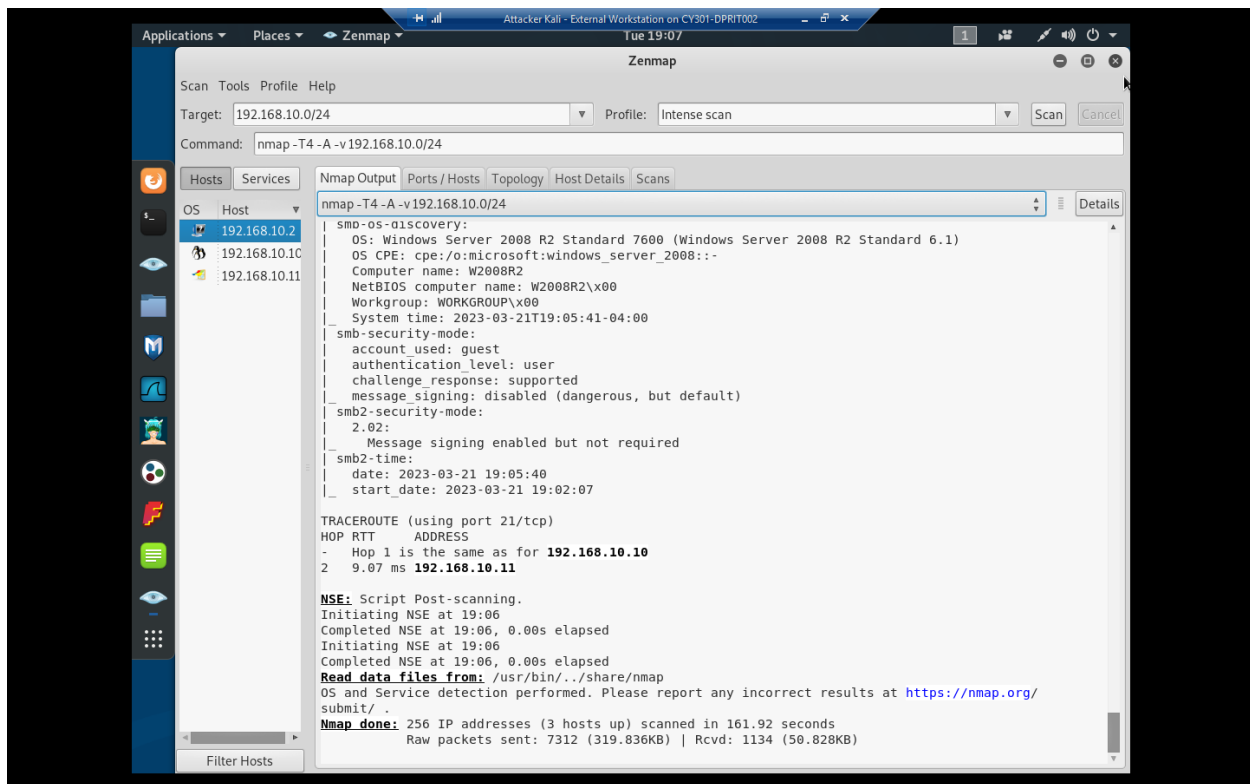 Attacker Kali - External Workstation on CY301-DPRIT002
Applications Places Zenmap Tue 19:07 1
Zenmap
Scan Tools Profile Help
Target: 192.168.10.0/24 Profile: Intense scan Scan Cancel
Command: nmap -T4 -A -v 192.168.10.0/24
Hosts Services Nmap Output Ports / Hosts Topology Host Details Scans
OS Host nmap -T4 -A -v 192.168.10.0/24 Details
192.168.10.2
192.168.10.10
192.168.10.11
| smb-os-discovery:
|   OS: Windows Server 2008 R2 Standard 7600 (Windows Server 2008 R2 Standard 6.1)
|   OS CPE: cpe:/o:microsoft:windows_server_2008::-
|   Computer name: W2008R2
|   NetBIOS computer name: W2008R2\x00
|   Workgroup: WORKGROUP\x00
|_  System time: 2023-03-21T19:05:41-04:00
| smb-security-mode:
|   account_used: guest
|   authentication_level: user
|   challenge_response: supported
|_  message_signing: disabled (dangerous, but default)
| smb2-security-mode:
|   2.02:
|_    Message signing enabled but not required
| smb2-time:
|   date: 2023-03-21 19:05:40
|_  start_date: 2023-03-21 19:02:07
TRACEROUTE (using port 21/tcp)
HOP RTT     ADDRESS
-   Hop 1 is the same as for 192.168.10.10
2   9.07 ms 192.168.10.11
NSE: Script Post-scanning.
Initiating NSE at 19:06
Completed NSE at 19:06, 0.00s elapsed
Initiating NSE at 19:06
Completed NSE at 19:06, 0.00s elapsed
Read data files from: /usr/bin/../share/nmap
OS and Service detection performed. Please report any incorrect results at https://nmap.org/
submit/ .
Nmap done: 256 IP addresses (3 hosts up) scanned in 161.92 seconds
Raw packets sent: 7312 (319.836KB) | Rcvd: 1134 (50.828KB)
Filter Hosts